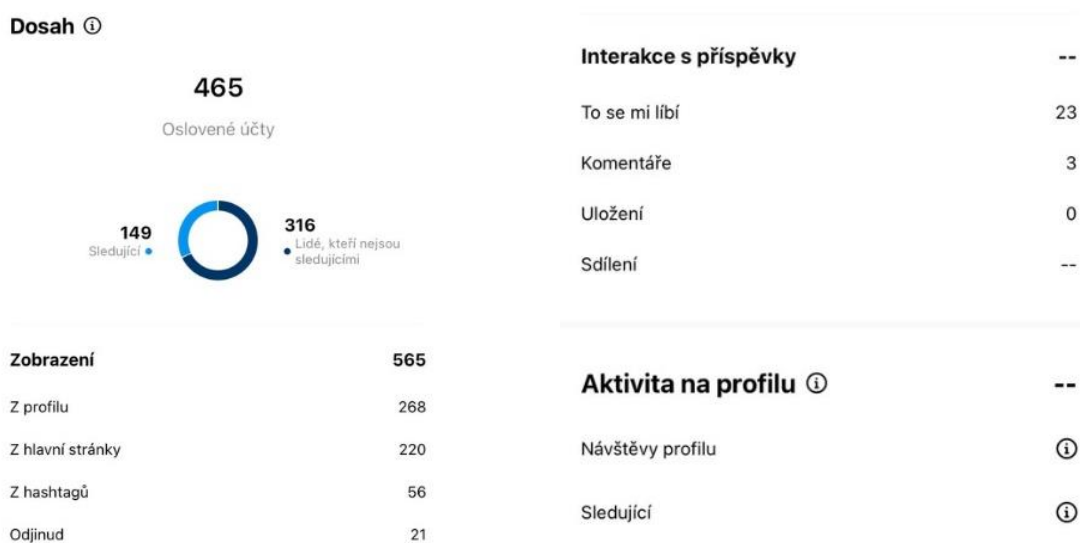 Dosah
465
Oslovené účty
149
Sledující
316
Lidé, kteří nejsou
sledujícími
Zobrazení 565
Z profilu 268
Z hlavní stránky 220
Z hashtagů 56
Odjinud 21
Interakce s příspěvky --
To se mi líbí 23
Komentáře 3
Uložení 0
Sdílení --
Aktivita na profilu --
Návštěvy profilu
Sledující